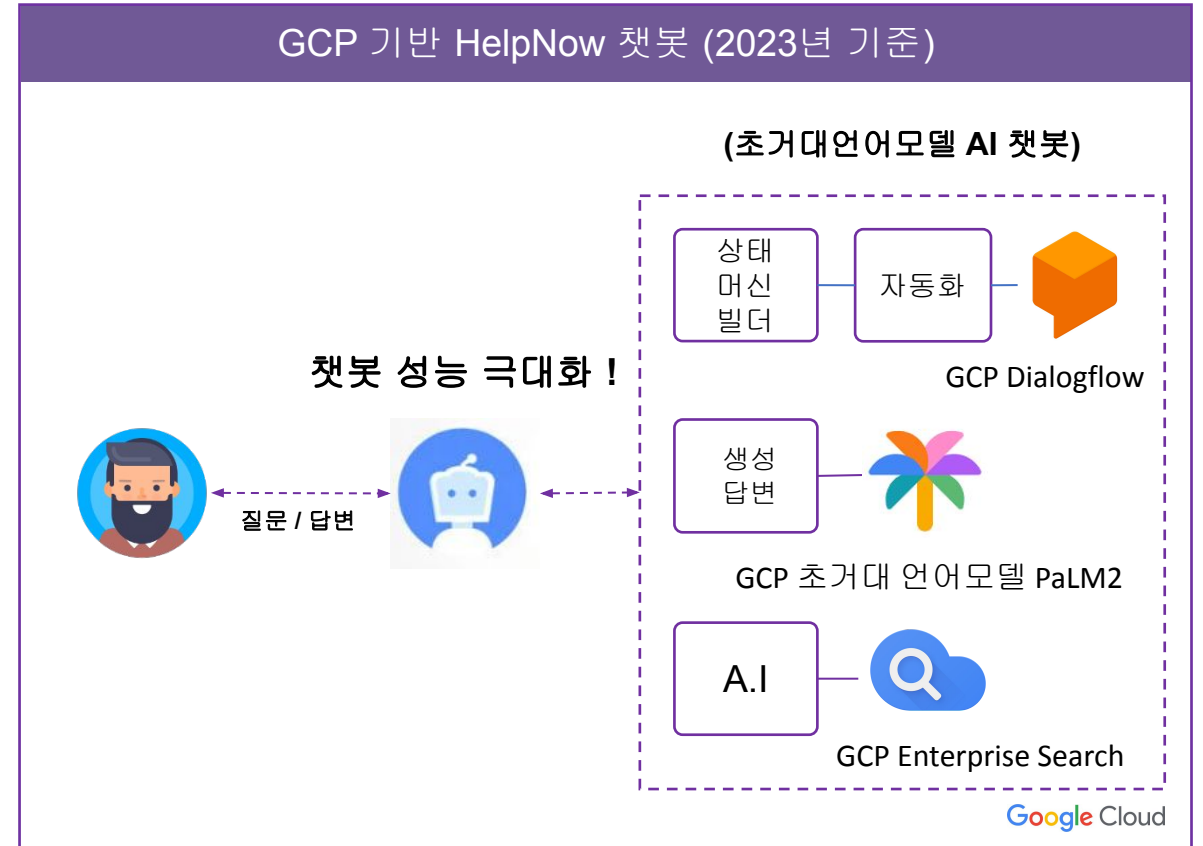 GCP 기반 HelpNow 챗봇 (2023년 기준)
(초거대언어모델 AI 챗봇)
상태
머신
빌더
자동화
GCP Dialogflow
챗봇 성능 극대화 !
질문 / 답변
생성
답변
GCP 초거대 언어모델 PaLM2
A.I
GCP Enterprise Search
Google Cloud